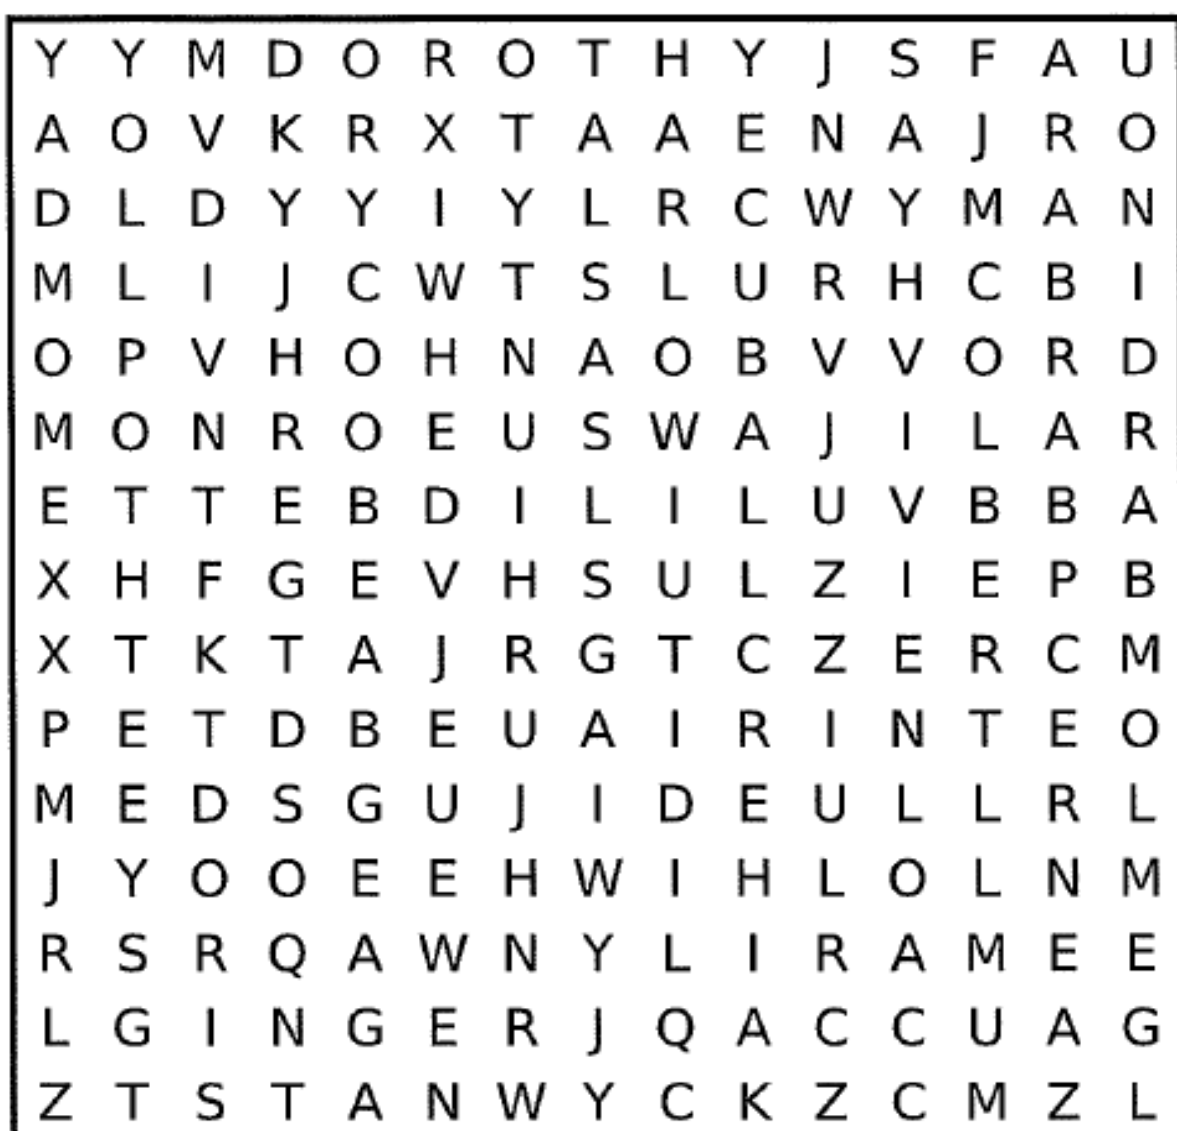 Y Y M D O R O T H Y J S F A U
A O V K R X T A A E N A J R O
D L D Y Y I Y L R C W Y M A N
M L I J C W T S L U R H C B I
O P V H O H N A O B V V O R D
M O N R O E U S W A J I L A R
E T T E B D I L I L U V B B A
X H F G E V H S U L Z I E P B
X T K T A J R G T C Z E R C M
P E T D B E U A I R I N T E O
M E D S G U J I D E U L L R L
J Y O O E E H W I H L O L N M
R S R Q A W N Y L I R A M E E
L G I N G E R J Q A C C U A G
Z T S T A N W Y C K Z C M Z L